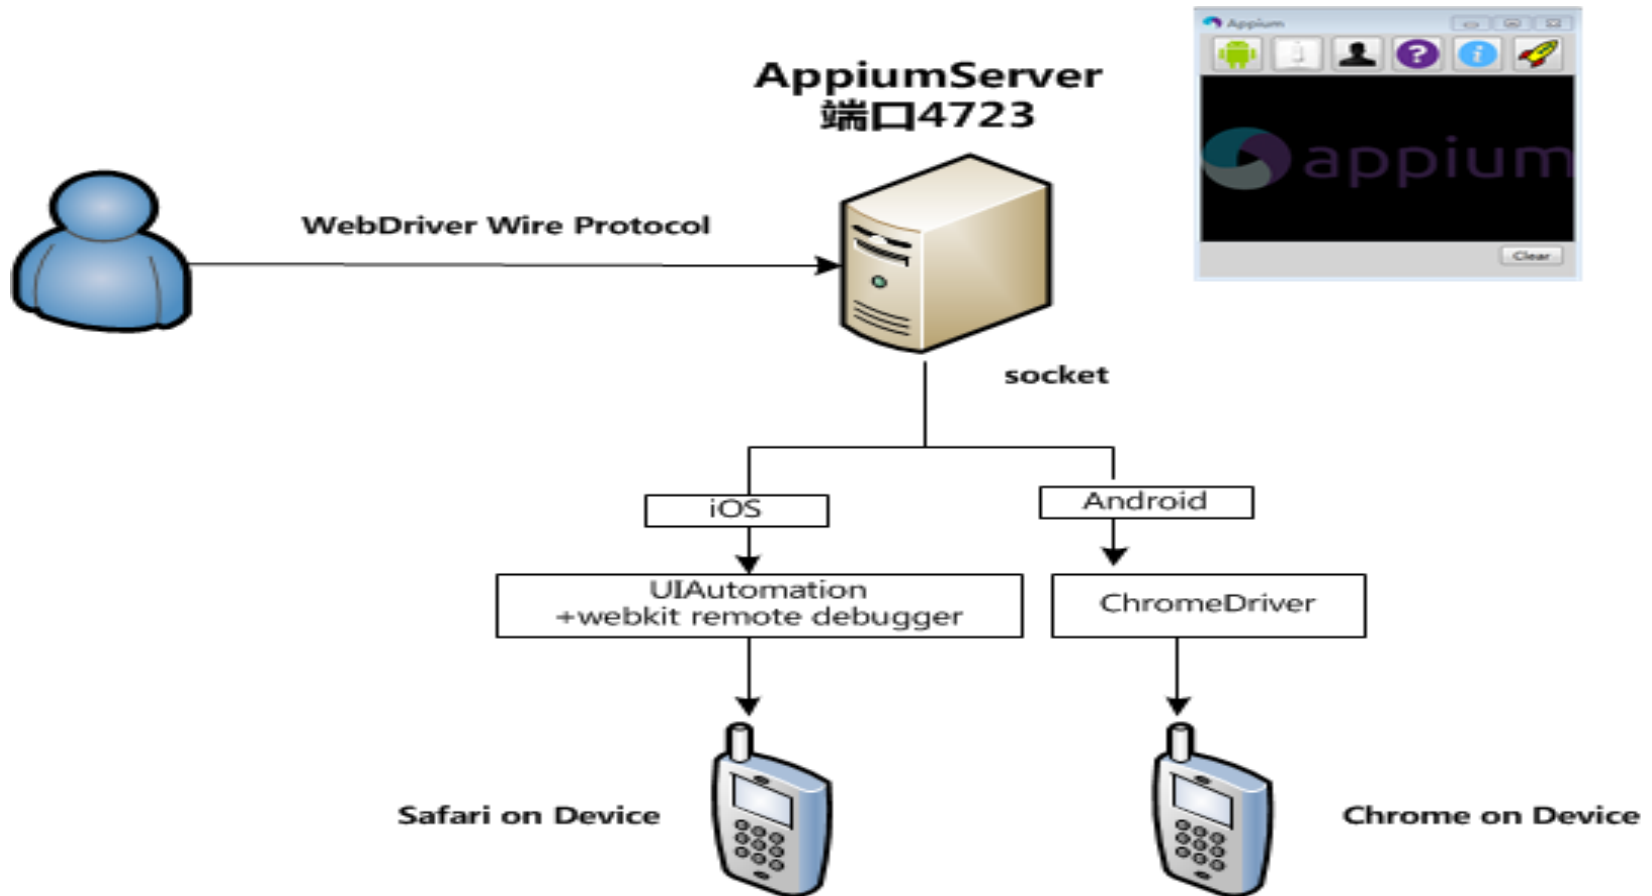 Appium
AppiumServer
端口4723
appium
WebDriver Wire Protocol
Clear
socket
iOS
Android
UIAutomation
+webkit remote debugger
ChromeDriver
Safari on Device
Chrome on Device